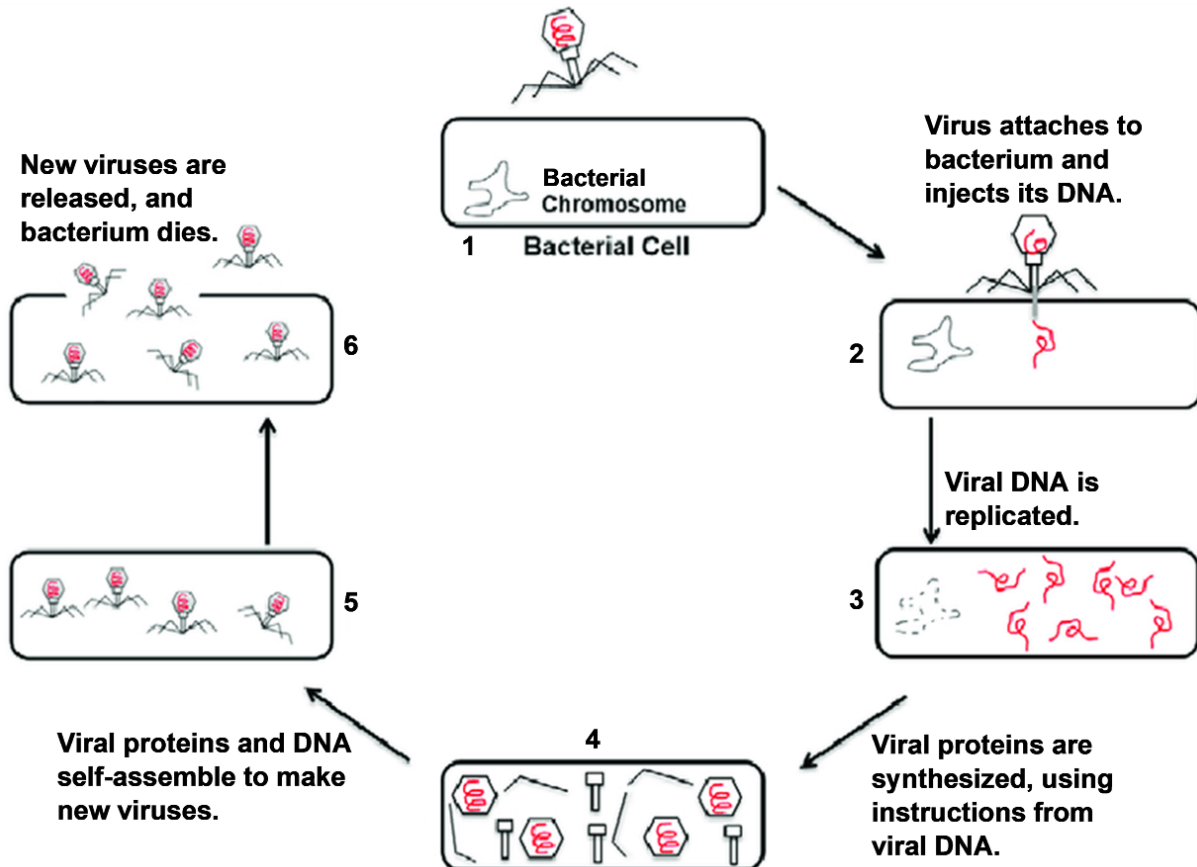 Bacterial
Chromosome
1
Bacterial Cell
Virus attaches to
bacterium and
injects its DNA.
2
Viral DNA is
replicated.
3
Viral proteins are
synthesized, using
instructions from
viral DNA.
4
Viral proteins and DNA
self-assemble to make
new viruses.
5
New viruses are
released, and
bacterium dies.
6